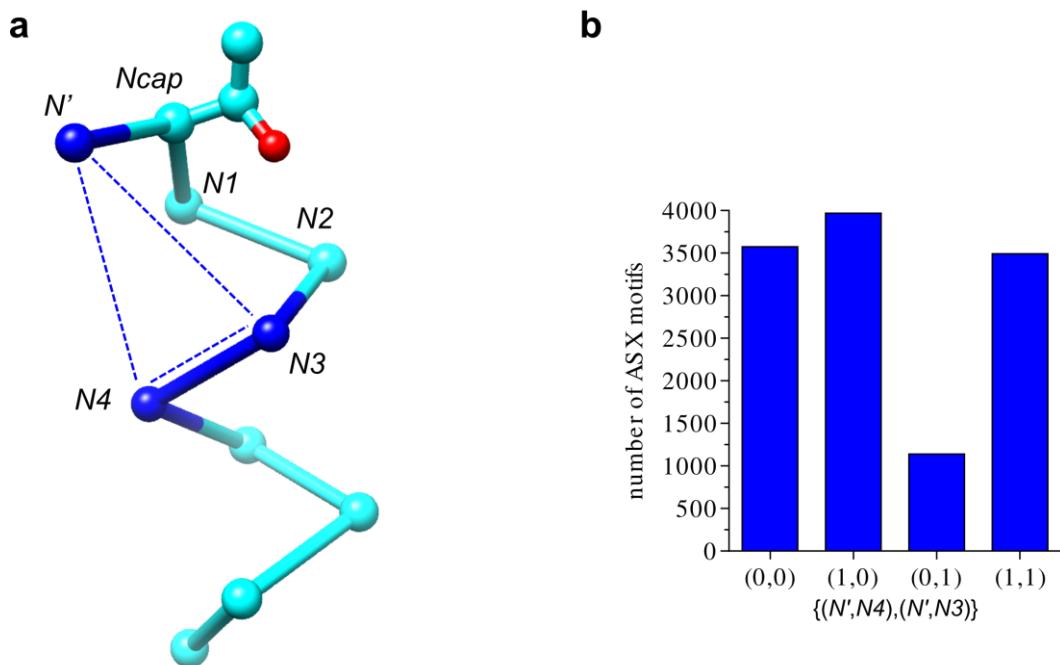 a
Ncap
N'
N1
N2
N3
N4
b
number of ASX motifs
4000
3500
3000
2500
2000
1500
1000
500
0
(0,0) (1,0) (0,1) (1,1)
{(N',N4),(N',N3)}